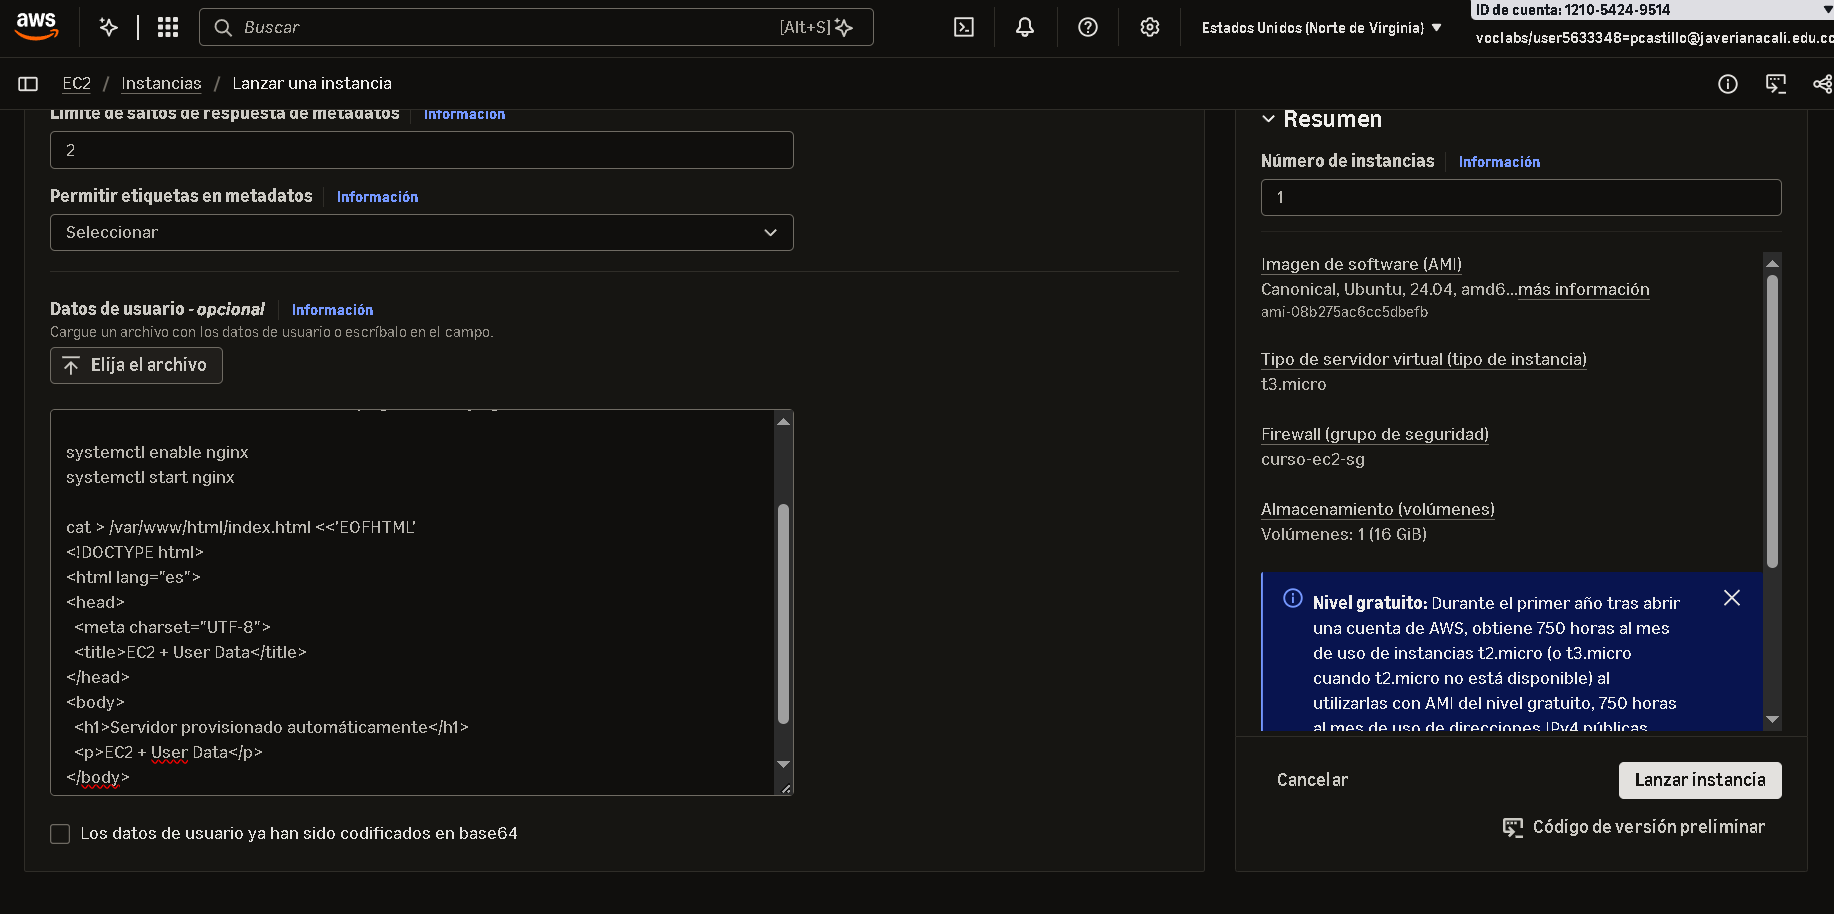 aws
Buscar
[Alt+S]
Estados Unidos (Norte de Virginia)
ID de cuenta: 1210-5424-9514
voclabs/user5633348=pcastillo@javerianacali.edu.co
EC2 / Instancias / Lanzar una instancia
Límite de saltos de respuesta de metadatos
Información
2
Permitir etiquetas en metadatos
Información
Seleccionar
Datos de usuario - opcional
Información
Cargue un archivo con los datos de usuario o escríbalo en el campo.
Elija el archivo
systemctl enable nginx
systemctl start nginx
cat > /var/www/html/index.html <<'EOFHTML'
<!DOCTYPE html>
<html lang="es">
<head>
<meta charset="UTF-8">
<title>EC2 + User Data</title>
</head>
<body>
<h1>Servidor provisionado automáticamente</h1>
<p>EC2 + User Data</p>
</body>
Los datos de usuario ya han sido codificados en base64
Resumen
Número de instancias
Información
1
Imagen de software (AMI)
Canonical, Ubuntu, 24.04, amd6...más información
ami-08b275ac6cc5dbefb
Tipo de servidor virtual (tipo de instancia)
t3.micro
Firewall (grupo de seguridad)
curso-ec2-sg
Almacenamiento (volúmenes)
Volúmenes: 1 (16 GiB)
Nivel gratuito: Durante el primer año tras abrir
una cuenta de AWS, obtiene 750 horas al mes
de uso de instancias t2.micro (o t3.micro
cuando t2.micro no está disponible) al
utilizarlas con AMI del nivel gratuito, 750 horas
al mes de uso de direcciones IPv4 públicas
Cancelar
Lanzar instancia
Código de versión preliminar